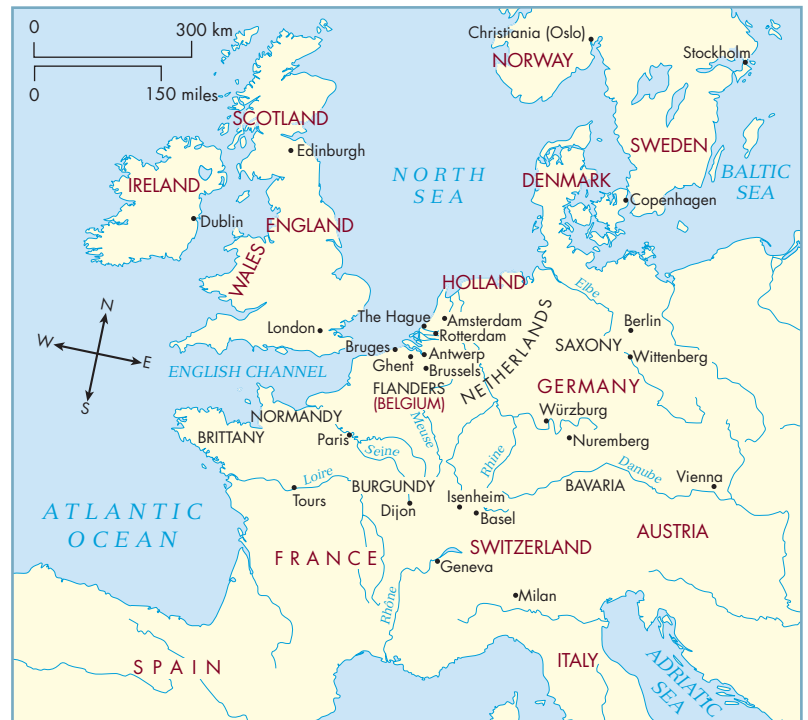 0 300 km
0 150 miles
Christiania (Oslo)
NORWAY
Stockholm
SCOTLAND
Edinburgh
NORTH
SEA
SWEDEN
BALTIC
SEA
IRELAND
DENMARK
Copenhagen
Dublin
ENGLAND
WALES
HOLLAND
Elbe
N
W
E
S
London
The Hague
Amsterdam
Rotterdam
NETHERLANDS
Berlin
SAXONY
Wittenberg
Bruges
Ghent
Antwerp
Brussels
ENGLISH CHANNEL
FLANDERS
(BELGIUM)
GERMANY
NORMANDY
BRITTANY
Paris
Seine
Meuse
Würzburg
Nuremberg
Rhine
Loire
Tours
BURGUNDY
Dijon
Isenheim
Basel
BAVARIA
Danube
Vienna
ATLANTIC
OCEAN
FRANCE
SWITZERLAND
AUSTRIA
Geneva
Rhône
Milan
SPAIN
ITALY
ADRIATIC
SEA